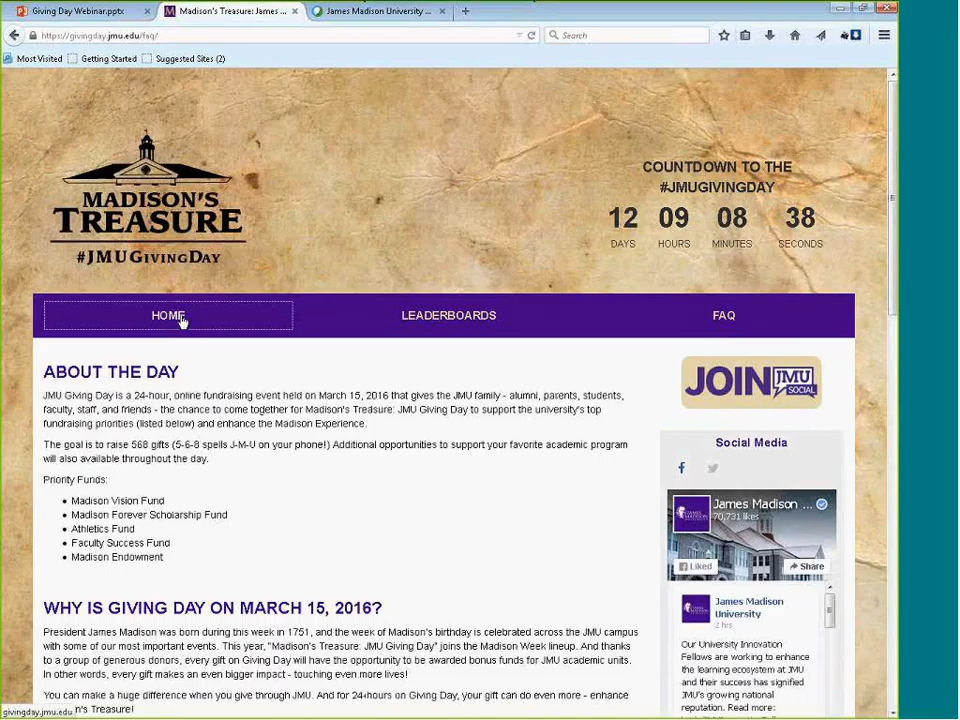 Giving Day Webinar.pptx
Madison's Treasure: James ...
James Madison University ...
https://givingday.jmu.edu/faq/
Search
Most Visited
Getting Started
Suggested Sites (2)
MADISON'S
TREASURE
#JMUGIVINGDAY
COUNTDOWN TO THE
#JMUGIVINGDAY
12 09 08 38
DAYS HOURS MINUTES SECONDS
HOME
LEADERBOARDS
FAQ
ABOUT THE DAY
JMU Giving Day is a 24-hour, online fundraising event held on March 15, 2016 that gives the JMU family - alumni, parents, students,
faculty, staff, and friends - the chance to come together for Madison's Treasure: JMU Giving Day to support the university's top
fundraising priorities (listed below) and enhance the Madison Experience.
The goal is to raise 568 gifts (5-6-8 spells J-M-U on your phone!) Additional opportunities to support your favorite academic program
will also available throughout the day.
Priority Funds:
Madison Vision Fund
Madison Forever Scholarship Fund
Athletics Fund
Faculty Success Fund
Madison Endowment
WHY IS GIVING DAY ON MARCH 15, 2016?
President James Madison was born during this week in 1751, and the week of Madison's birthday is celebrated across the JMU campus
with some of our most important events. This year, "Madison's Treasure: JMU Giving Day" joins the Madison Week lineup. And thanks
to a group of generous donors, every gift on Giving Day will have the opportunity to be awarded bonus funds for JMU academic units.
In other words, every gift makes an even bigger impact - touching even more lives!
You can make a huge difference when you give through JMU. And for 24-hours on Giving Day, your gift can do even more - enhance
n's Treasure!
givingday.jmu.edu
JOIN JMU SOCIAL
Social Media
James Madison ...
70,731 likes
Liked
Share
James Madison
University
2 hrs
Our University Innovation
Fellows are working to enhance
the learning ecosystem at JMU
and their success has signified
JMU's growing national
reputation. Read more: